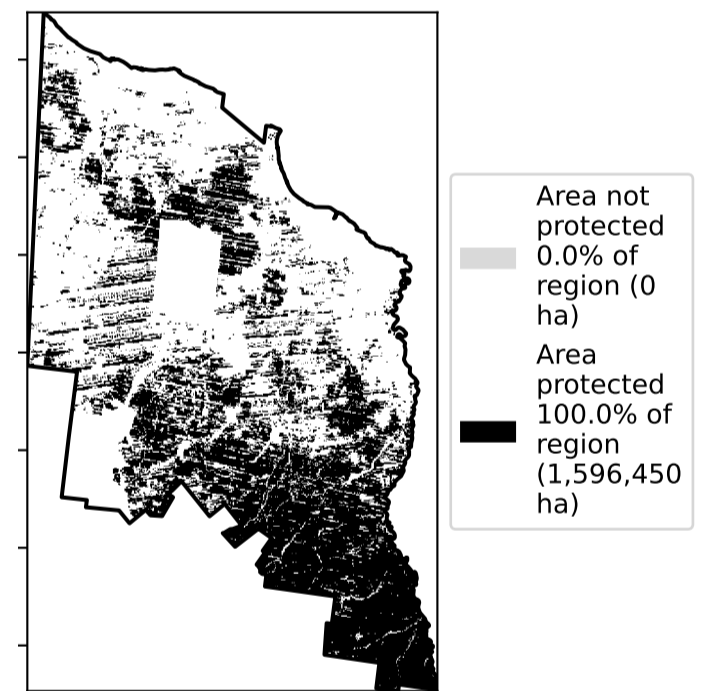 Area not
protected
0.0% of
region (0
ha)
Area
protected
100.0% of
region
(1,596,450
ha)